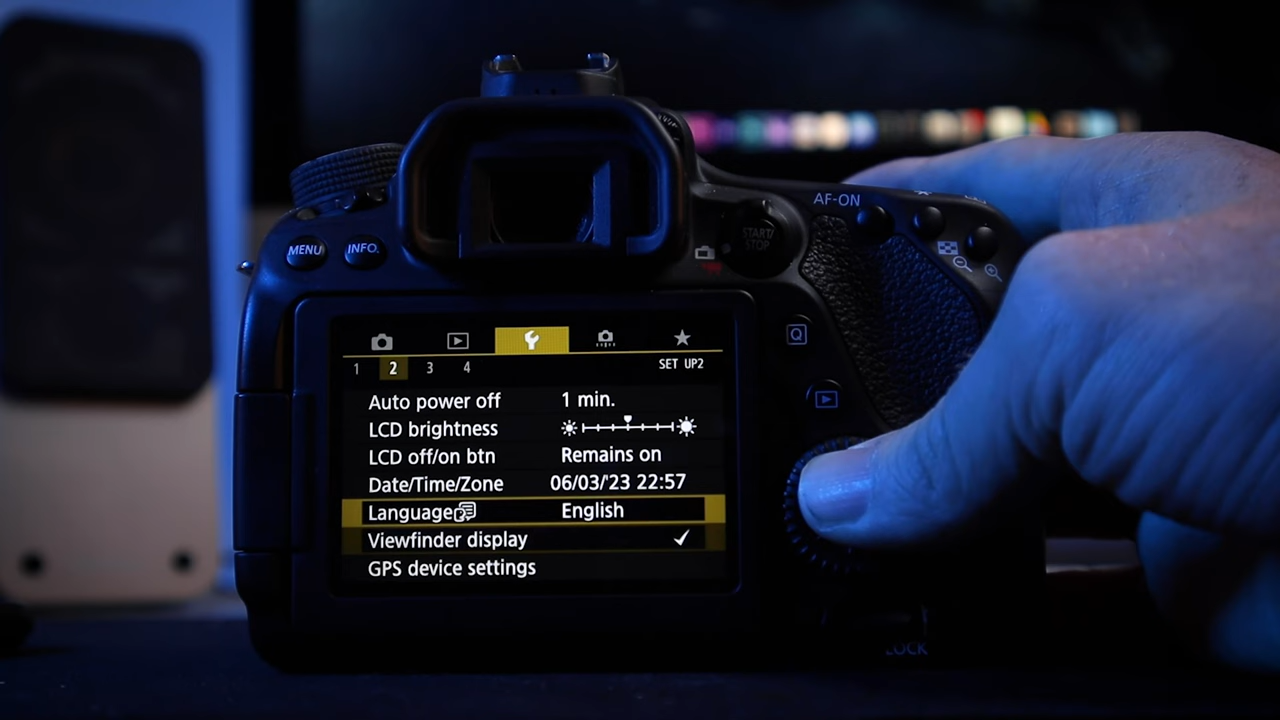 AF-ON
MENU INFO.
START/
STOP
Q
1 2 3 4 SET UP2
Auto power off 1 min.
LCD brightness
LCD off/on btn Remains on
Date/Time/Zone 06/03/'23 22:57
Language English
Viewfinder display
GPS device settings
LOCK